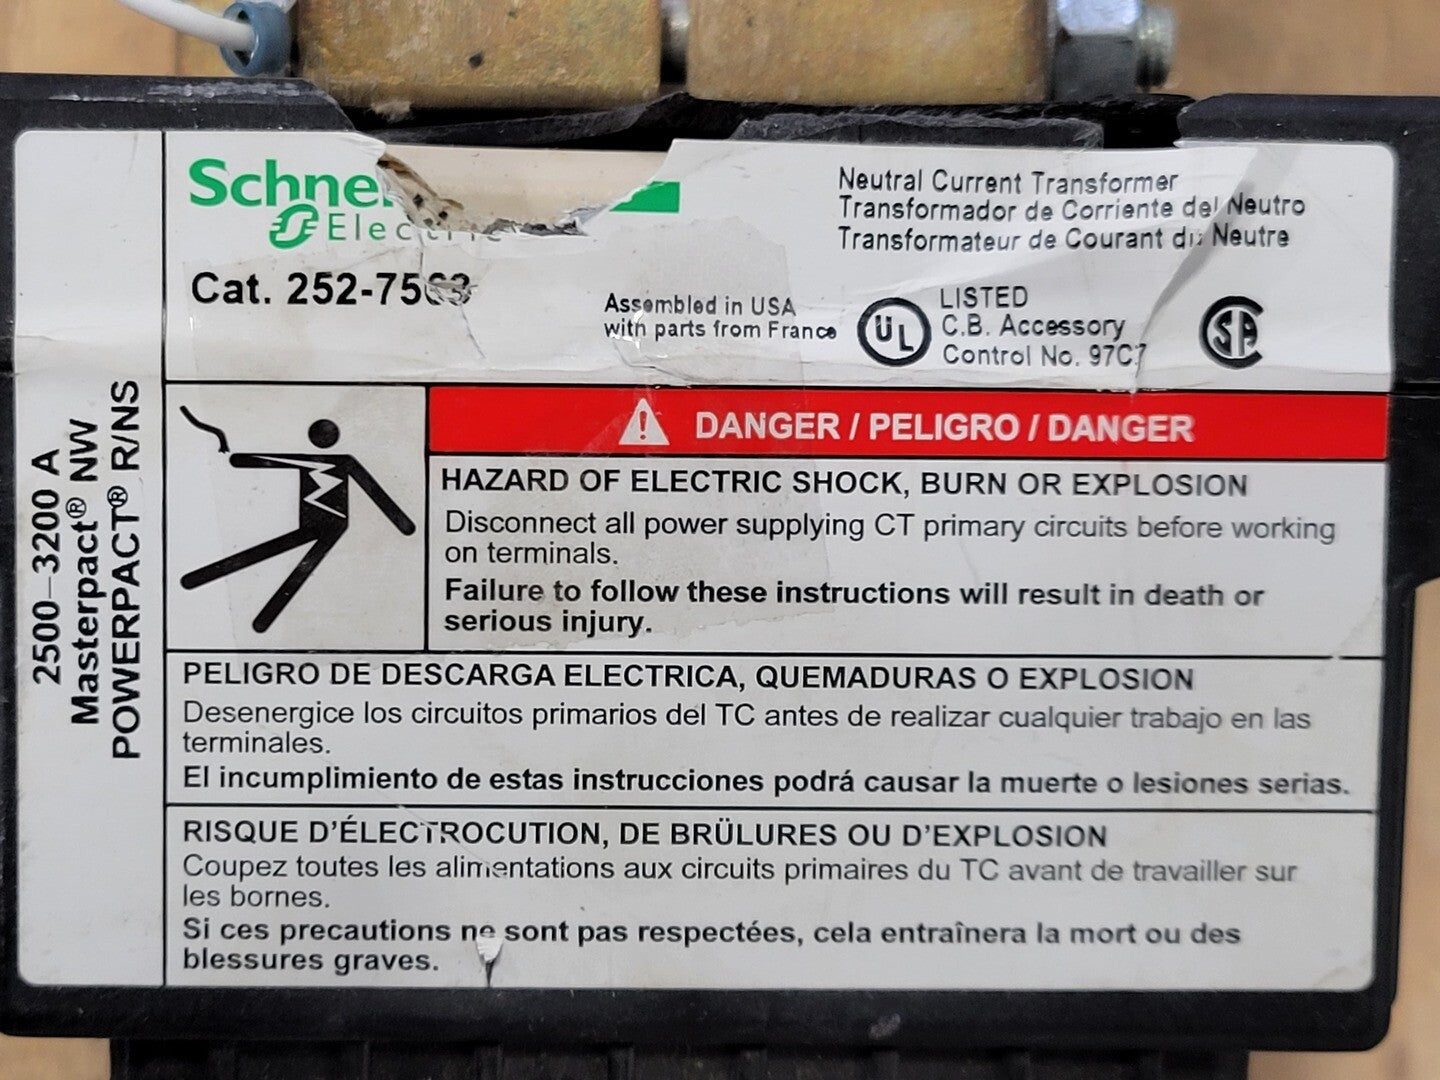 Schne
Electric
Cat. 252-7563
Neutral Current Transformer
Transformador de Corriente del Neutro
Transformateur de Courant du Neutre
Assembled in USA
with parts from France
UL
LISTED
C.B. Accessory
Control No. 97C7
SA
2500–3200 A
Masterpact® NW
POWERPACT® R/NS
DANGER / PELIGRO / DANGER
HAZARD OF ELECTRIC SHOCK, BURN OR EXPLOSION
Disconnect all power supplying CT primary circuits before working
on terminals.
Failure to follow these instructions will result in death or
serious injury.
PELIGRO DE DESCARGA ELECTRICA, QUEMADURAS O EXPLOSION
Desenergice los circuitos primarios del TC antes de realizar cualquier trabajo en las
terminales.
El incumplimiento de estas instrucciones podrá causar la muerte o lesiones serias.
RISQUE D'ÉLECTROCUTION, DE BRÜLURES OU D'EXPLOSION
Coupez toutes les alimentations aux circuits primaires du TC avant de travailler sur
les bornes.
Si ces precautions ne sont pas respectées, cela entraînera la mort ou des
blessures graves.